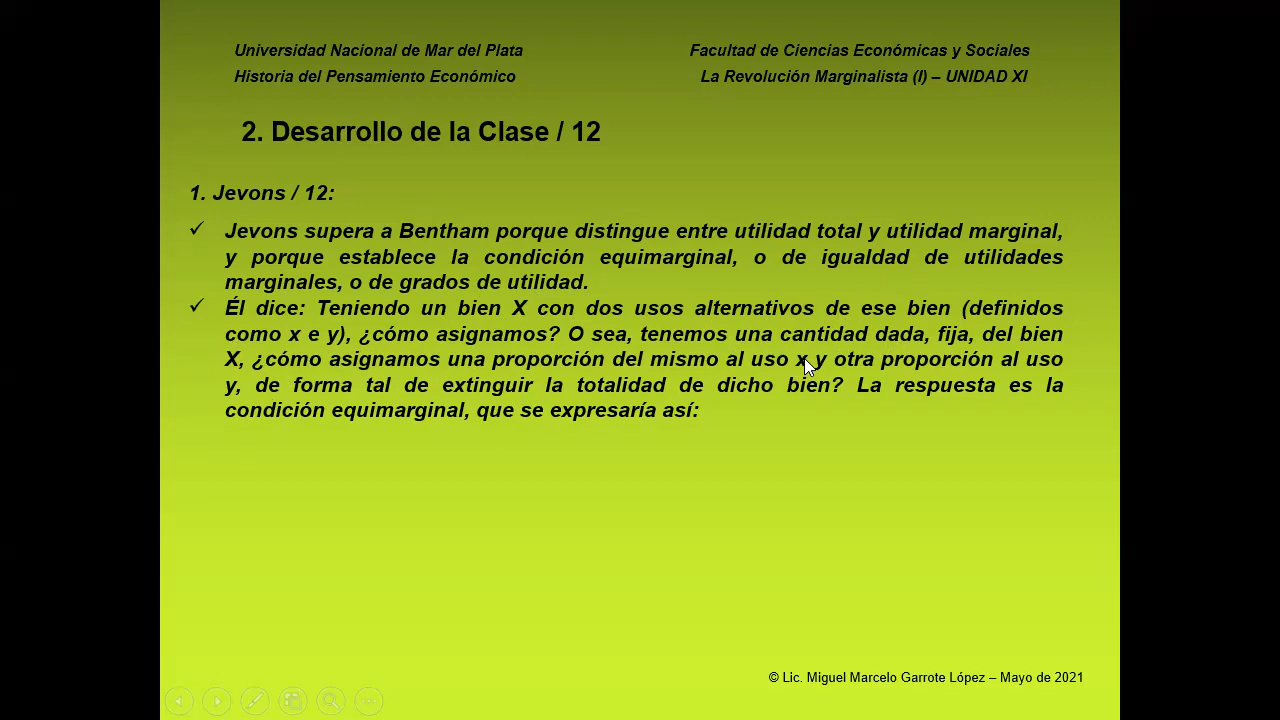 Universidad Nacional de Mar del Plata
Facultad de Ciencias Económicas y Sociales
Historia del Pensamiento Económico
La Revolución Marginalista (I) – UNIDAD XI
2. Desarrollo de la Clase / 12
1. Jevons / 12:
✓ Jevons supera a Bentham porque distingue entre utilidad total y utilidad marginal,
y porque establece la condición equimarginal, o de igualdad de utilidades
marginales, o de grados de utilidad.
✓ Él dice: Teniendo un bien X con dos usos alternativos de ese bien (definidos
como x e y), ¿cómo asignamos? O sea, tenemos una cantidad dada, fija, del bien
X, ¿cómo asignamos una proporción del mismo al uso x y otra proporción al uso
y, de forma tal de extinguir la totalidad de dicho bien? La respuesta es la
condición equimarginal, que se expresaría así:
© Lic. Miguel Marcelo Garrote López – Mayo de 2021